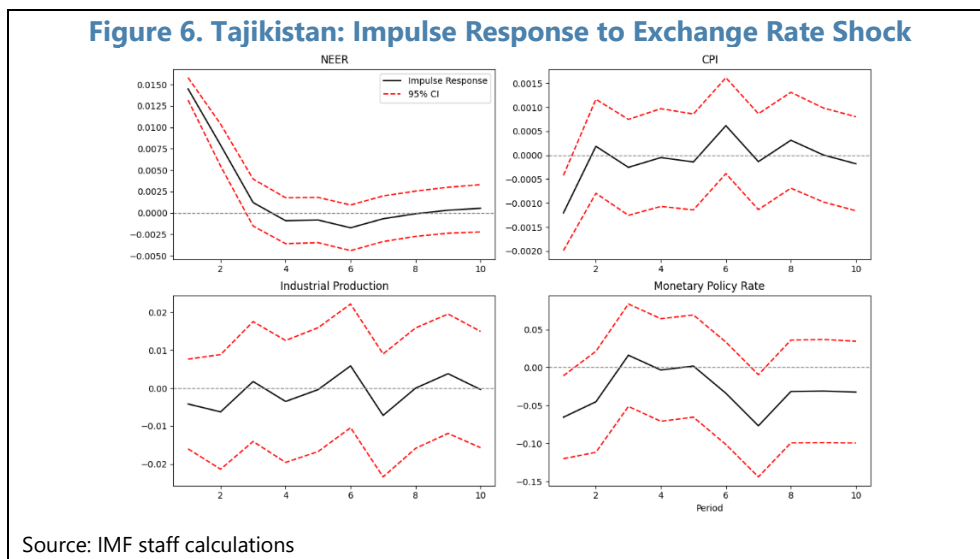 Figure 6. Tajikistan: Impulse Response to Exchange Rate Shock
NEER
0.0150
0.0125
0.0100
0.0075
0.0050
0.0025
0.0000
−0.0025
−0.0050
2 4 6 8 10
Impulse Response
95% CI
CPI
0.0015
0.0010
0.0005
0.0000
−0.0005
−0.0010
−0.0015
−0.0020
2 4 6 8 10
Industrial Production
0.02
0.01
0.00
−0.01
−0.02
2 4 6 8 10
Monetary Policy Rate
0.05
0.00
−0.05
−0.10
−0.15
2 4 6 8 10
Period
Source: IMF staff calculations